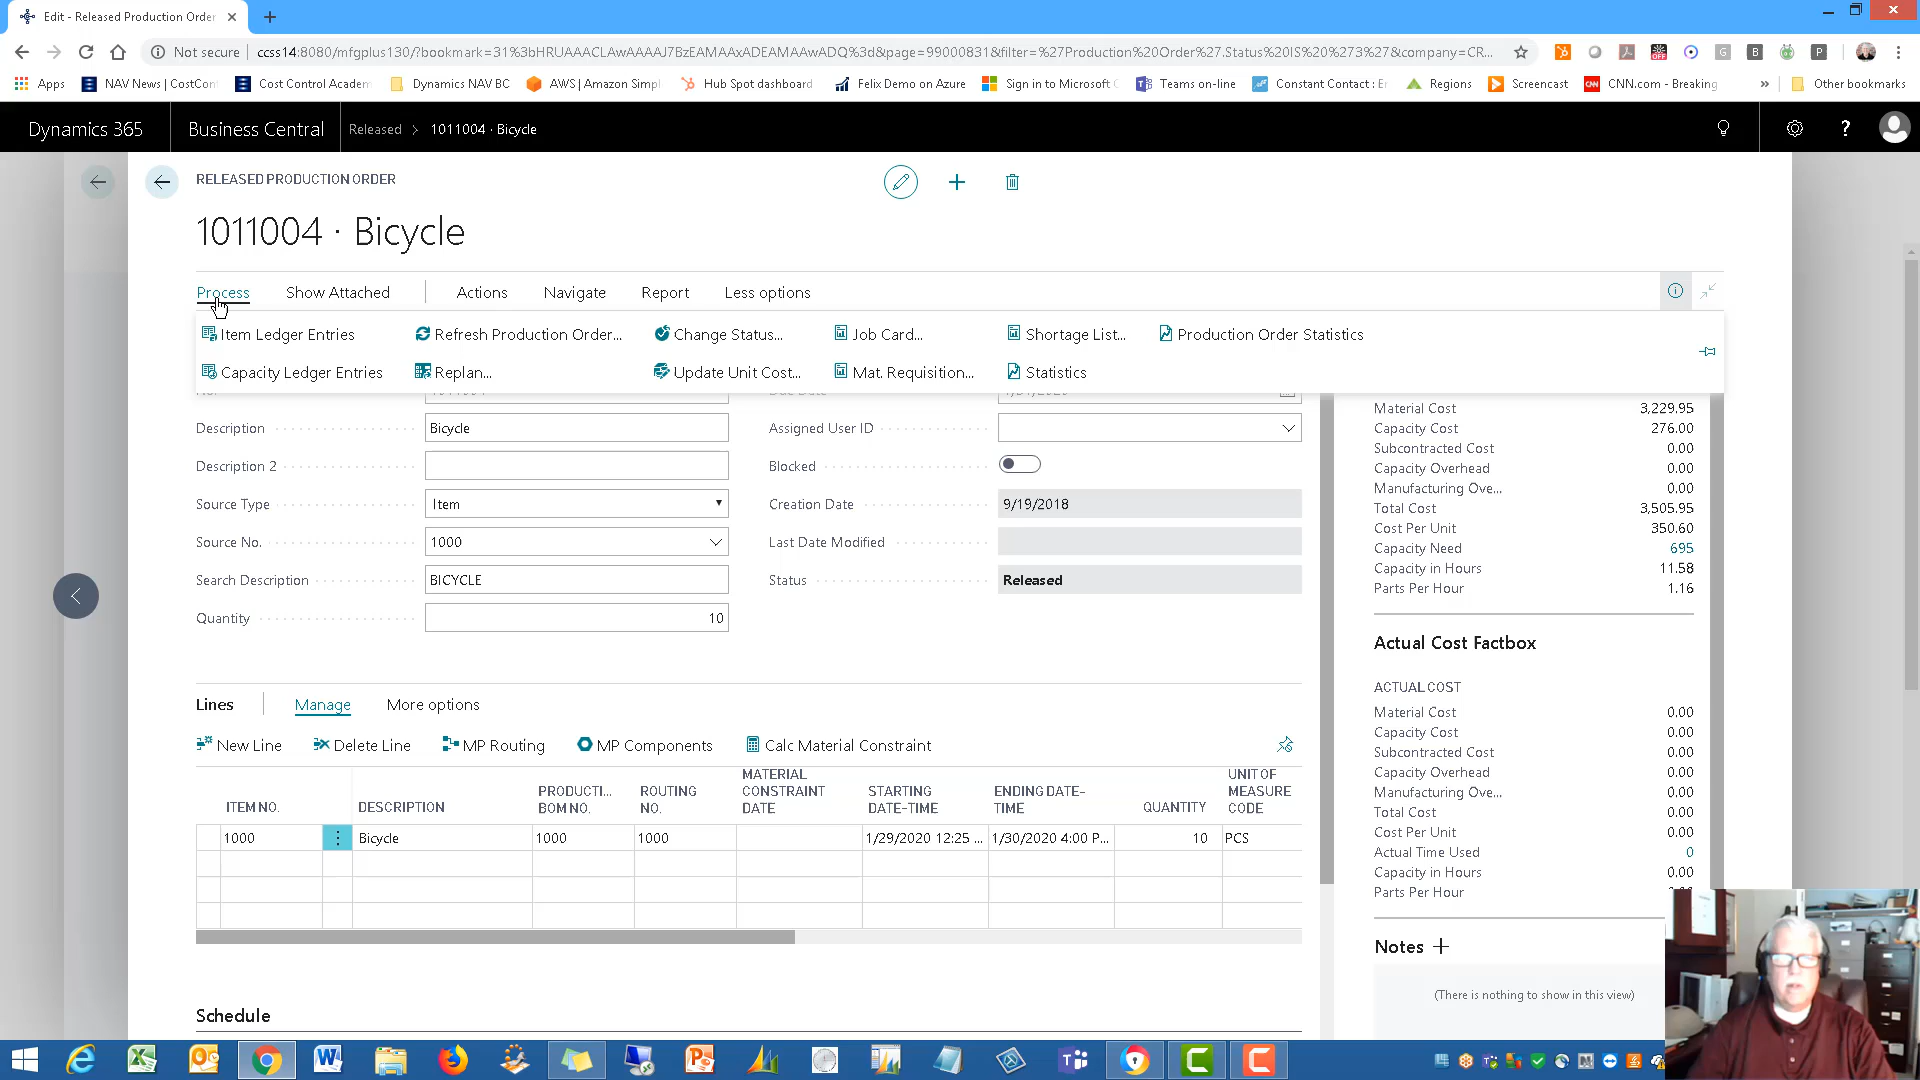 Edit - Released Production Order
Not secure
ccss14:8080/mfgplus130/?bookmark=31%3bHRUAAACLAwAAAAJ7BzEAMAAxADEAMAAwADQ%3d&page=99000831&filter=%27Production%20Order%27.Status%20IS%20%273%27&company=CR...
Apps
NAV News | CostCont
Cost Control Academ
Dynamics NAV BC
AWS | Amazon Simpl
Hub Spot dashboard
Felix Demo on Azure
Sign in to Microsoft C
Teams on-line
Constant Contact : Er
Regions
Screencast
CNN.com - Breaking
»
Other bookmarks
Dynamics 365
Business Central
Released > 1011004 · Bicycle
RELEASED PRODUCTION ORDER
1011004 · Bicycle
Process
Show Attached
Actions
Navigate
Report
Less options
Item Ledger Entries
Refresh Production Order...
Change Status...
Job Card...
Shortage List...
Production Order Statistics
Capacity Ledger Entries
Replan...
Update Unit Cost...
Mat. Requisition...
Statistics
Description
Bicycle
Description 2
Source Type
Item
Source No.
1000
Search Description
BICYCLE
Quantity
10
Assigned User ID
Blocked
Creation Date
9/19/2018
Last Date Modified
Status
Released
Lines
Manage
More options
New Line
Delete Line
MP Routing
MP Components
Calc Material Constraint
ITEM NO.
DESCRIPTION
PRODUCTI... BOM NO.
ROUTING NO.
MATERIAL CONSTRAINT DATE
STARTING DATE-TIME
ENDING DATE-TIME
QUANTITY
UNIT OF MEASURE CODE
1000
Bicycle
1000
1000
1/29/2020 12:25 ...
1/30/2020 4:00 P...
10
PCS
Schedule
Material Cost 3,229.95
Capacity Cost 276.00
Subcontracted Cost 0.00
Capacity Overhead 0.00
Manufacturing Ove... 0.00
Total Cost 3,505.95
Cost Per Unit 350.60
Capacity Need 695
Capacity in Hours 11.58
Parts Per Hour 1.16
Actual Cost Factbox
ACTUAL COST
Material Cost 0.00
Capacity Cost 0.00
Subcontracted Cost 0.00
Capacity Overhead 0.00
Manufacturing Ove... 0.00
Total Cost 0.00
Cost Per Unit 0.00
Actual Time Used 0
Capacity in Hours 0.00
Parts Per Hour
Notes
(There is nothing to show in this view)